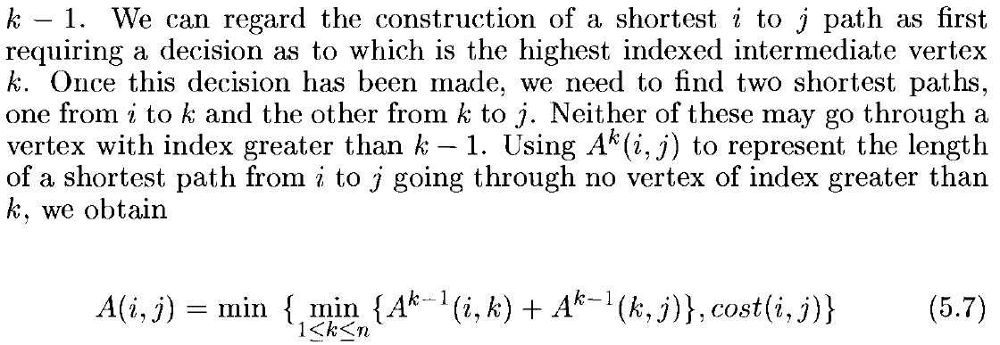 k − 1. We can regard the construction of a shortest i to j path as first
requiring a decision as to which is the highest indexed intermediate vertex
k. Once this decision has been made, we need to find two shortest paths,
one from i to k and the other from k to j. Neither of these may go through a
vertex with index greater than k − 1. Using A^k(i, j) to represent the length
of a shortest path from i to j going through no vertex of index greater than
k, we obtain
A(i, j) = min { min_{1≤k≤n} {A^{k−1}(i, k) + A^{k−1}(k, j)}, cost(i, j)} (5.7)